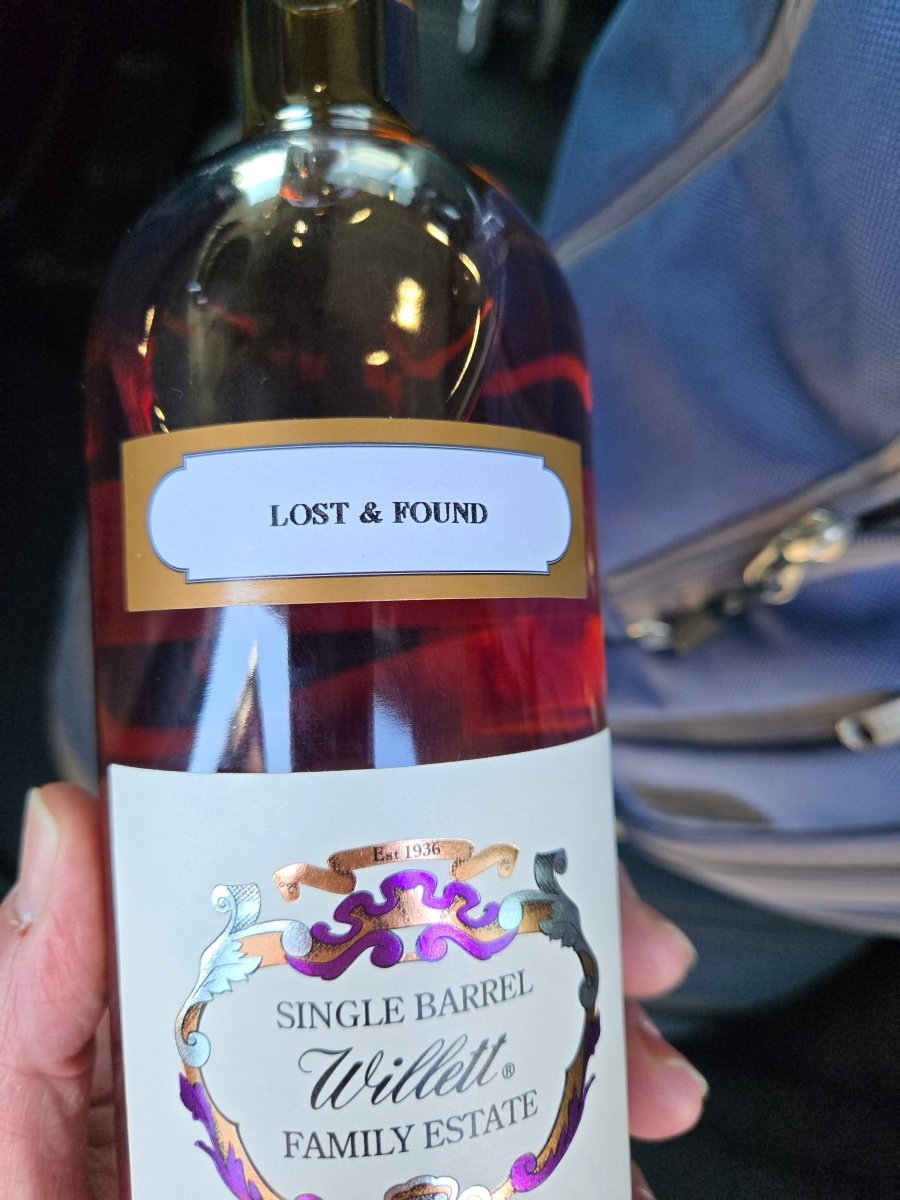 LOST & FOUND
Est 1936
SINGLE BARREL
Willett®
FAMILY ESTATE